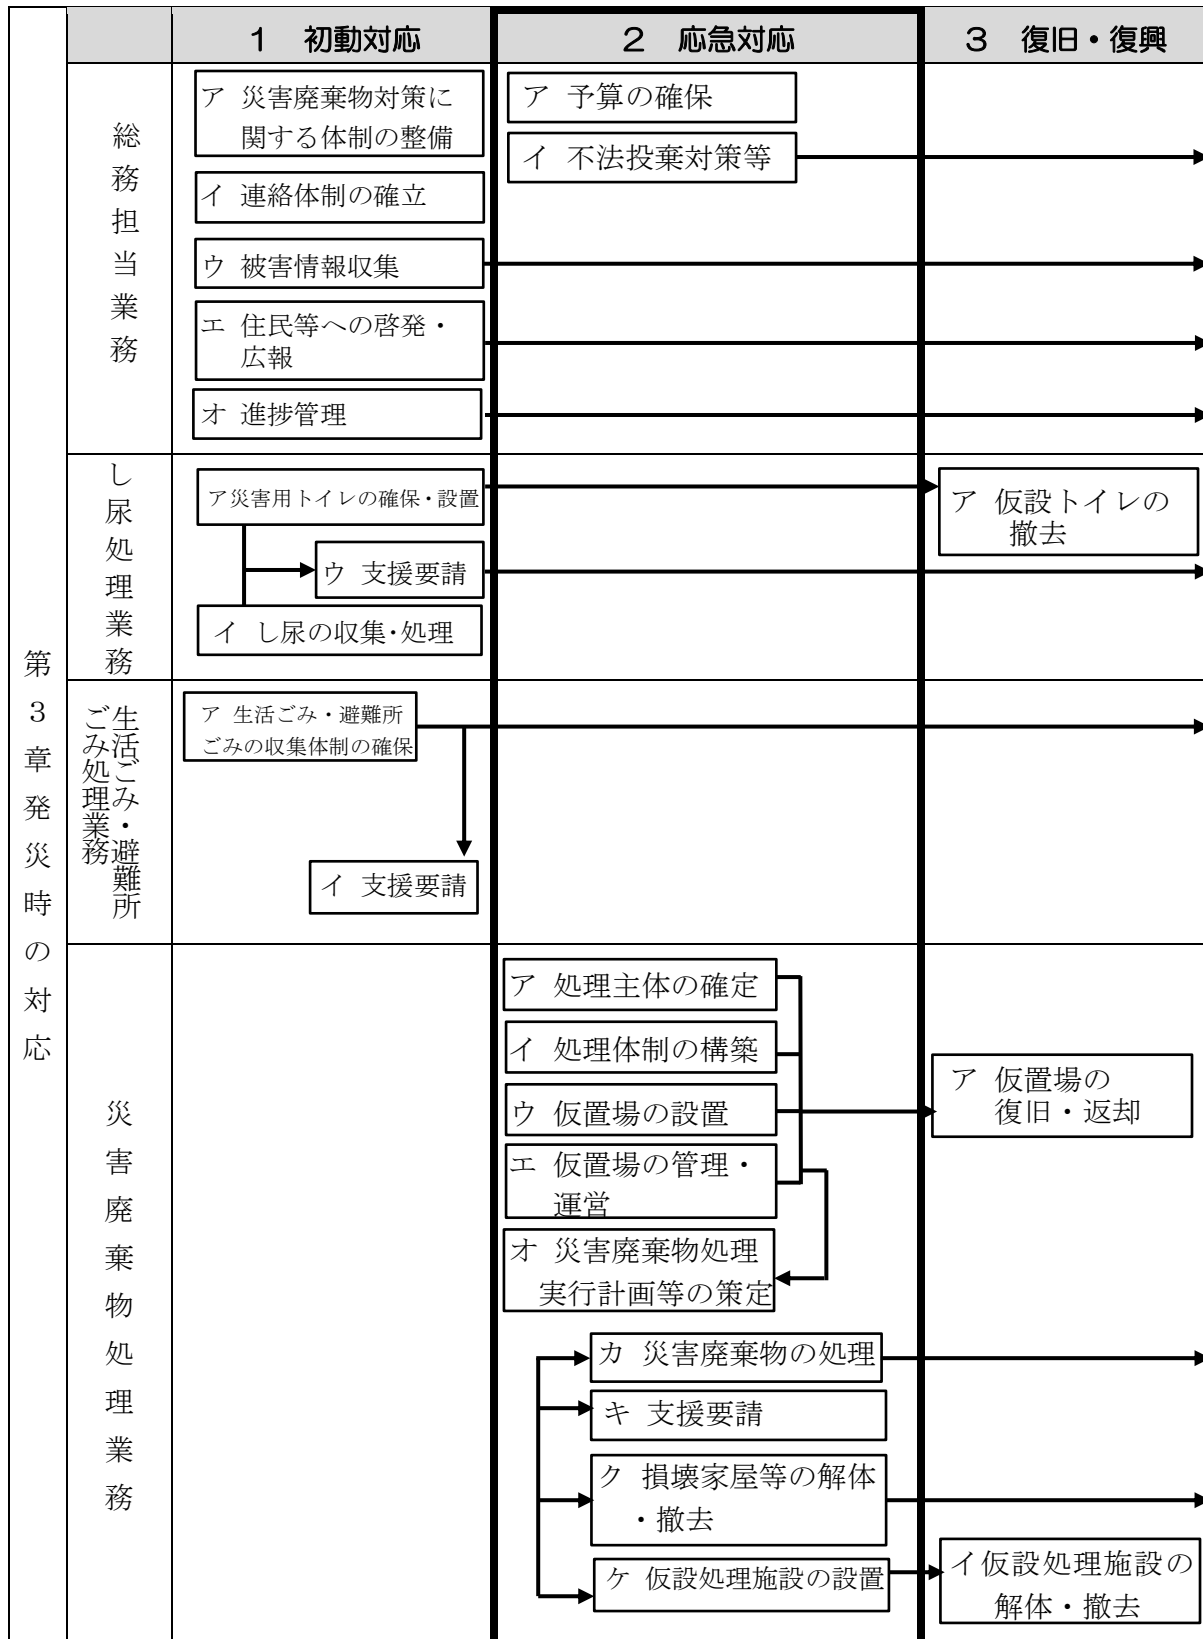 1 初動対応
2 応急対応
3 復旧・復興
第3章発災時の対応
総務担当業務
ア 災害廃棄物対策に
関する体制の整備
イ 連絡体制の確立
ウ 被害情報収集
エ 住民等への啓発・
広報
オ 進捗管理
ア 予算の確保
イ 不法投棄対策等
し尿処理業務
ア災害用トイレの確保・設置
ウ 支援要請
イ し尿の収集・処理
ア 仮設トイレの
撤去
生活ごみ・避難所
ごみ処理業務
ア 生活ごみ・避難所
ごみの収集体制の確保
イ 支援要請
災害廃棄物処理業務
ア 処理主体の確定
イ 処理体制の構築
ウ 仮置場の設置
エ 仮置場の管理・
運営
オ 災害廃棄物処理
実行計画等の策定
カ 災害廃棄物の処理
キ 支援要請
ク 損壊家屋等の解体
・撤去
ケ 仮設処理施設の設置
ア 仮置場の
復旧・返却
イ仮設処理施設の
解体・撤去